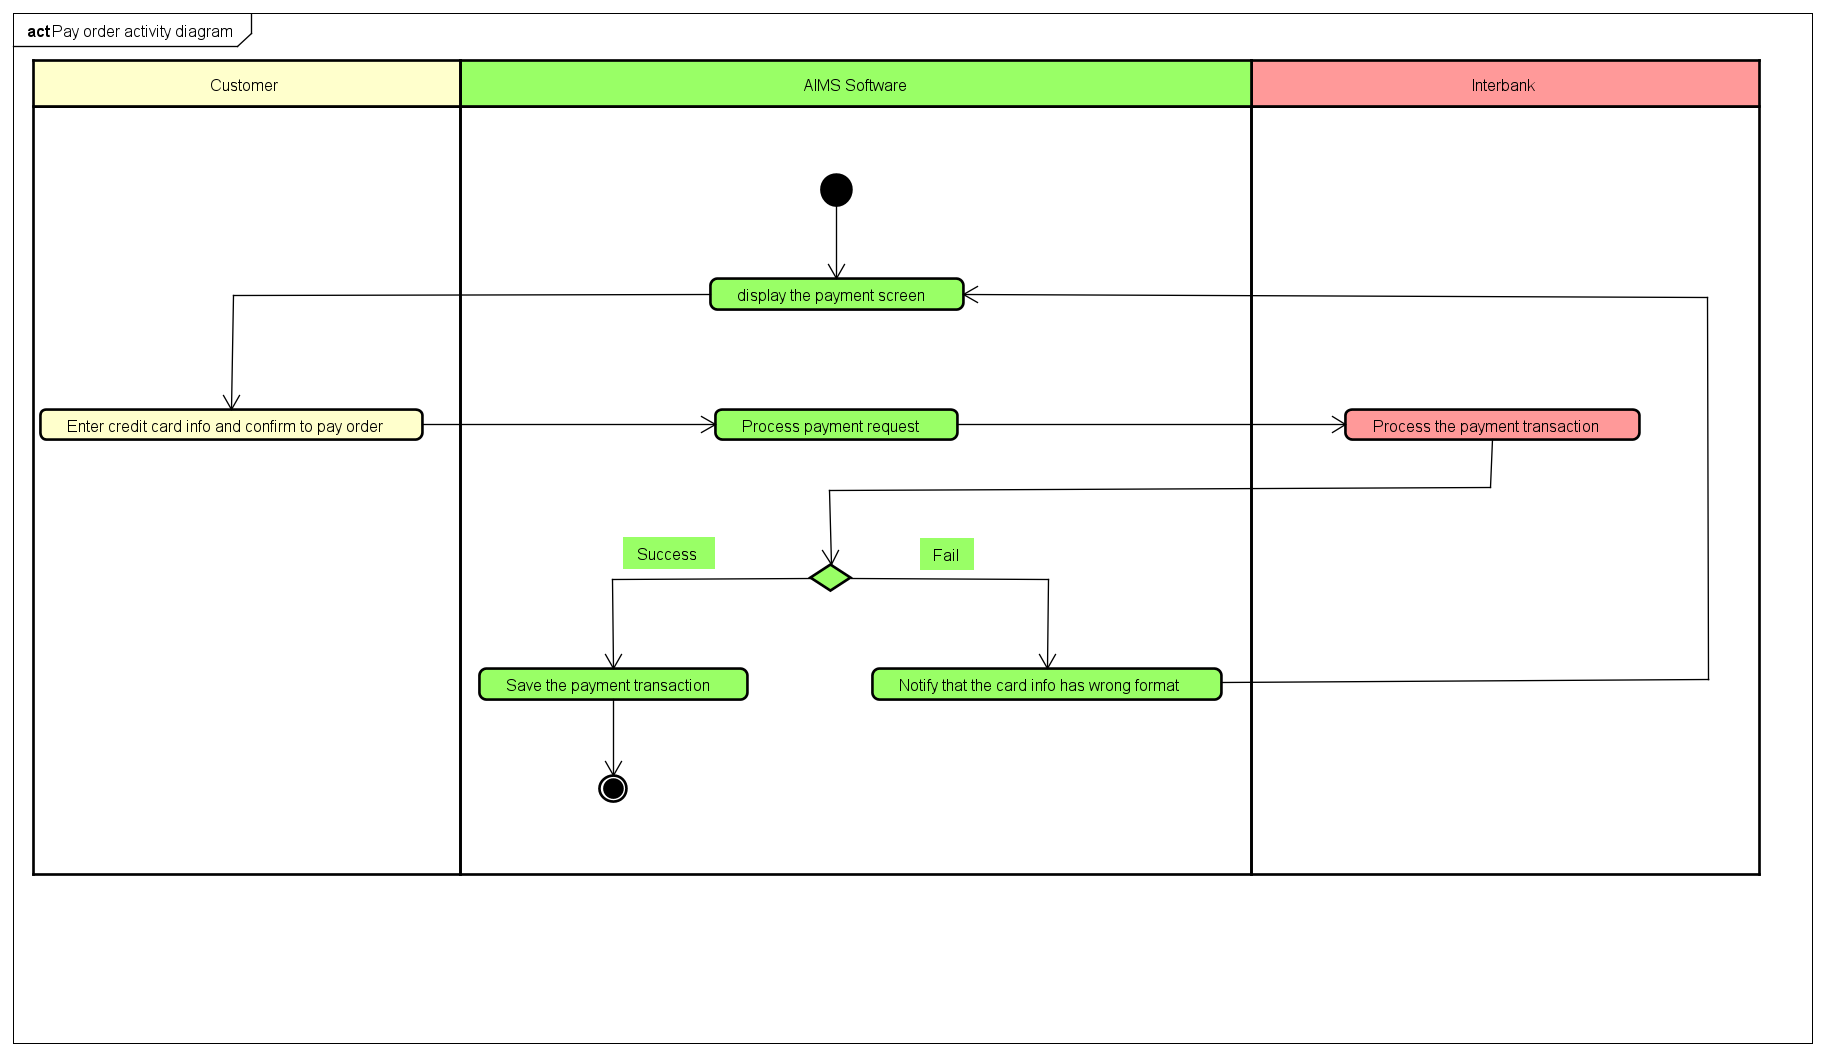 act Pay order activity diagram
Customer
AIMS Software
Interbank
display the payment screen
Enter credit card info and confirm to pay order
Process payment request
Process the payment transaction
Success
Fail
Save the payment transaction
Notify that the card info has wrong format